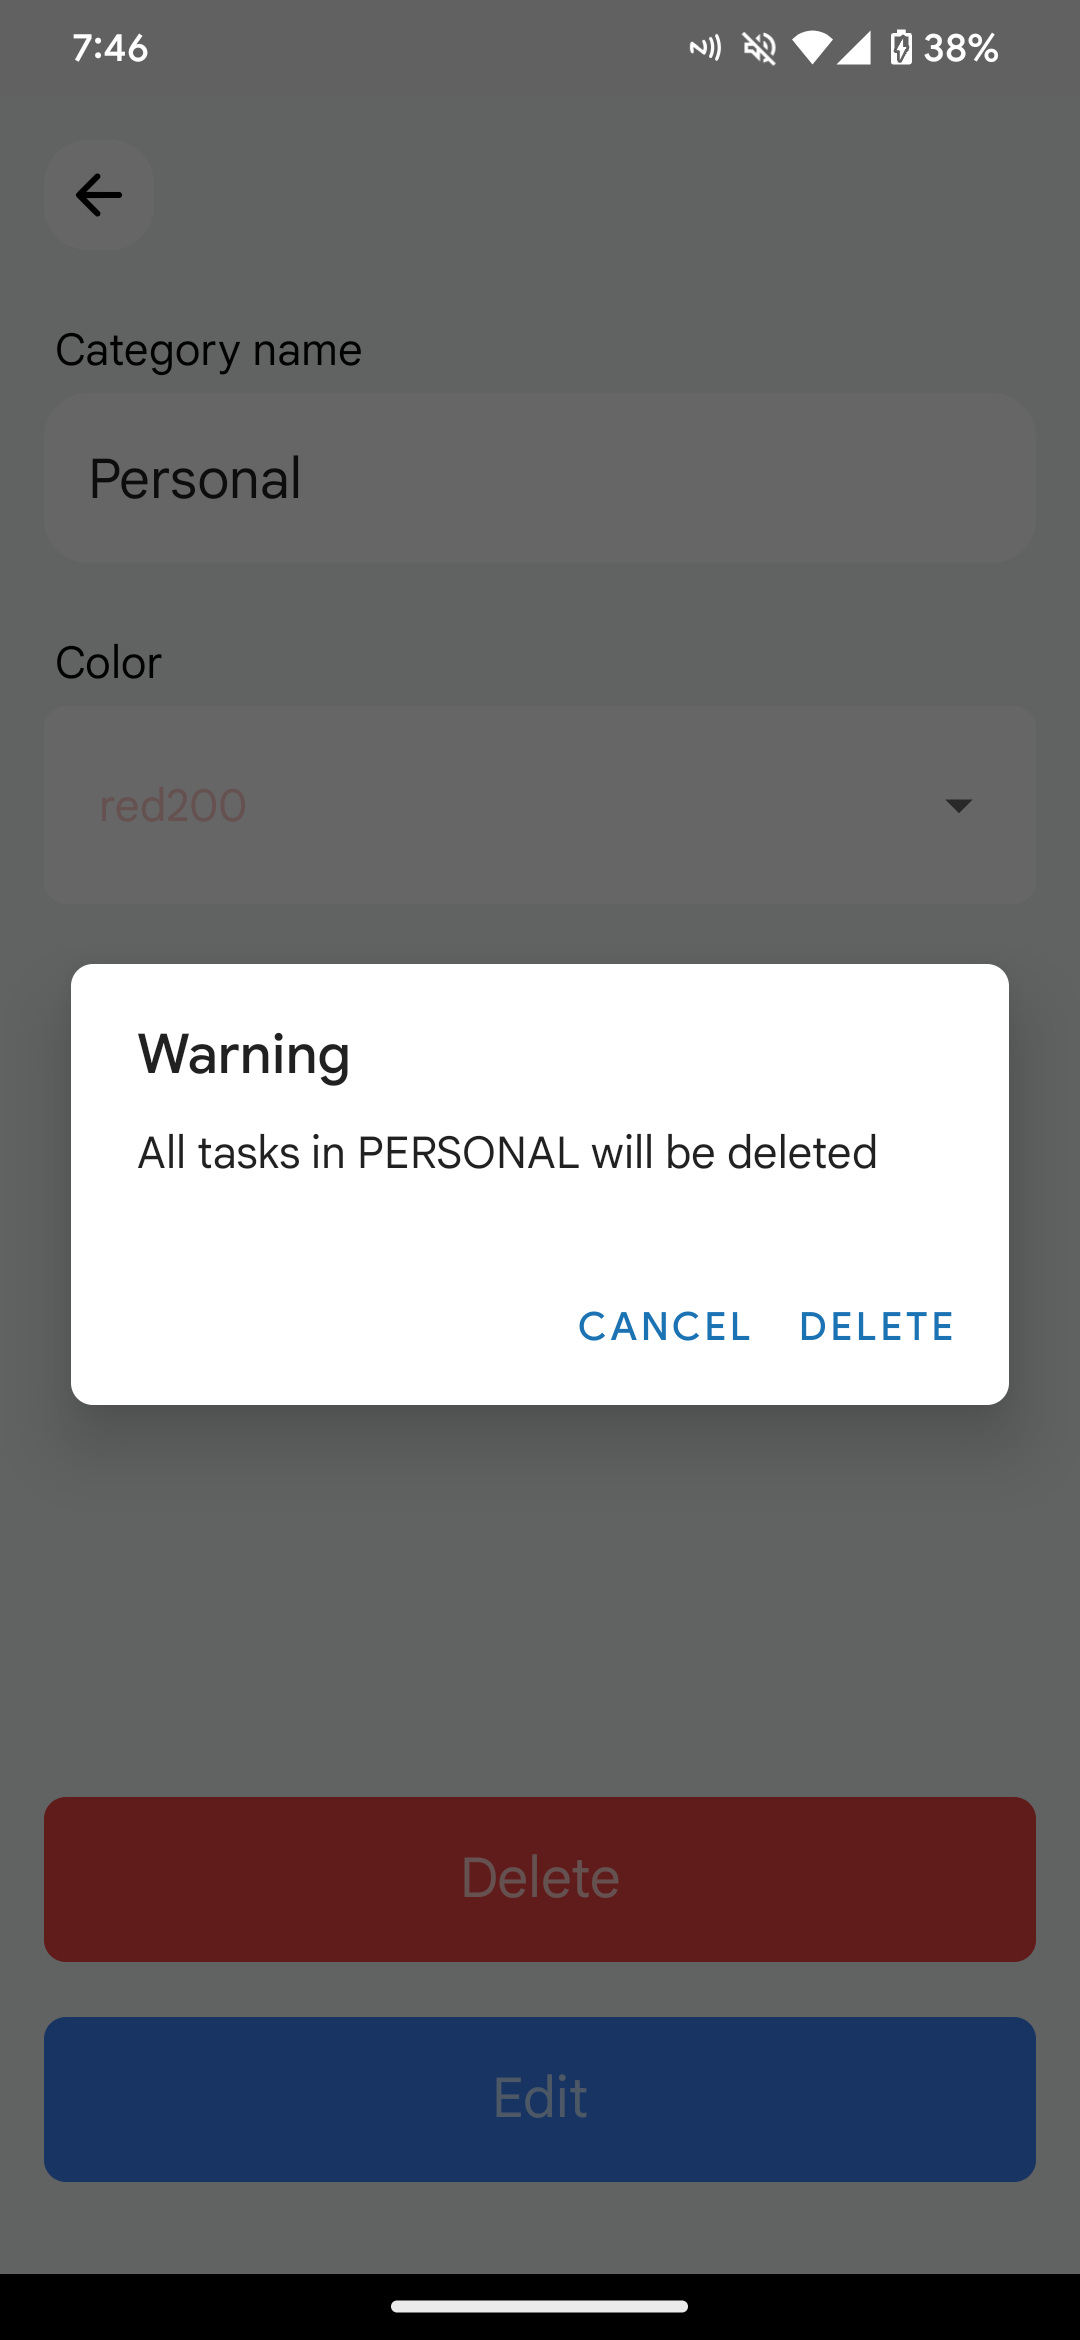 7:46
38%
Category name
Personal
Color
red200
Warning
All tasks in PERSONAL will be deleted
CANCEL DELETE
Delete
Edit